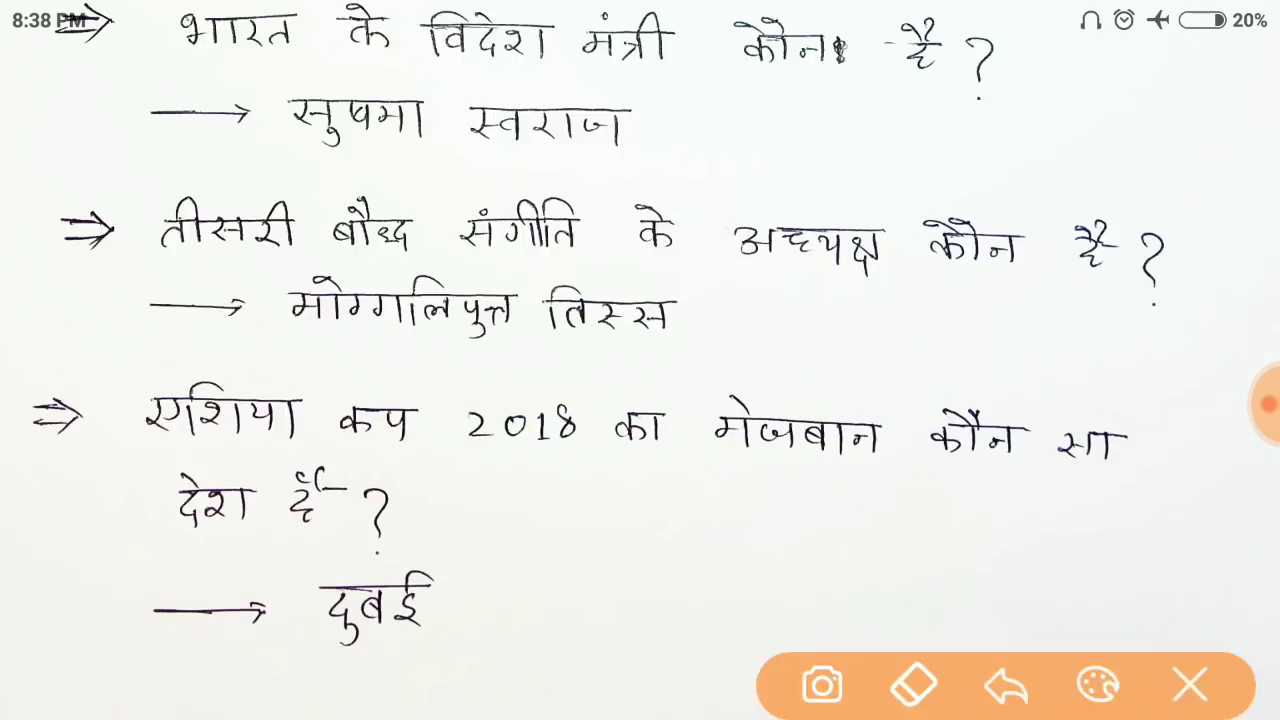 8:38 PM 20%
⇒ भारत के विदेश मंत्री कौन है ?
→ सुषमा स्वराज
⇒ तीसरी बौद्ध संगीति के अध्यक्ष कौन है ?
→ मोग्गलिपुत्त तिस्स
⇒ एशिया कप 2018 का मेजबान कौन सा
देश है ?
→ दुबई